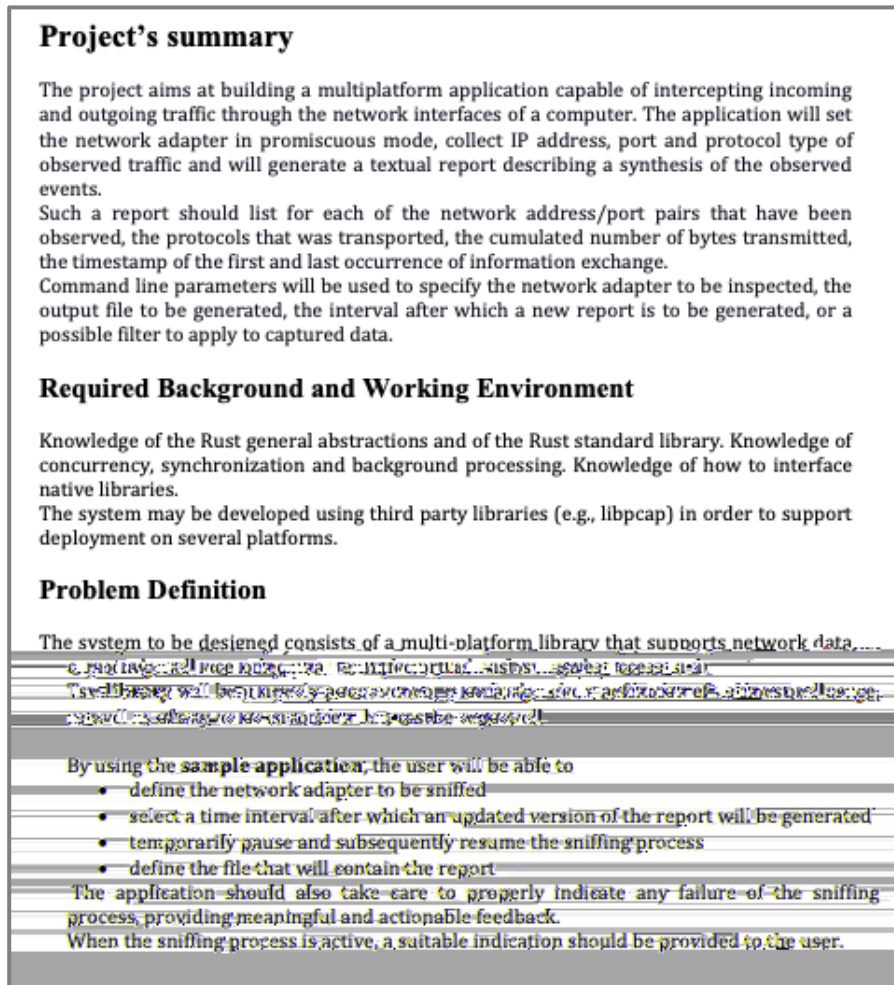 Project's summary
The project aims at building a multiplatform application capable of intercepting incoming
and outgoing traffic through the network interfaces of a computer. The application will set
the network adapter in promiscuous mode, collect IP address, port and protocol type of
observed traffic and will generate a textual report describing a synthesis of the observed
events.
Such a report should list for each of the network address/port pairs that have been
observed, the protocols that was transported, the cumulated number of bytes transmitted,
the timestamp of the first and last occurrence of information exchange.
Command line parameters will be used to specify the network adapter to be inspected, the
output file to be generated, the interval after which a new report is to be generated, or a
possible filter to apply to captured data.
Required Background and Working Environment
Knowledge of the Rust general abstractions and of the Rust standard library. Knowledge of
concurrency, synchronization and background processing. Knowledge of how to interface
native libraries.
The system may be developed using third party libraries (e.g., libpcap) in order to support
deployment on several platforms.
Problem Definition
The system to be designed consists of a multi-platform library that supports network data
By using the sample application, the user will be able to
• define the network adapter to be sniffed
• select a time interval after which an updated version of the report will be generated
• temporarily pause and subsequently resume the sniffing process
• define the file that will contain the report
The application should also take care to properly indicate any failure of the sniffing
process, providing meaningful and actionable feedback.
When the sniffing process is active, a suitable indication should be provided to the user.